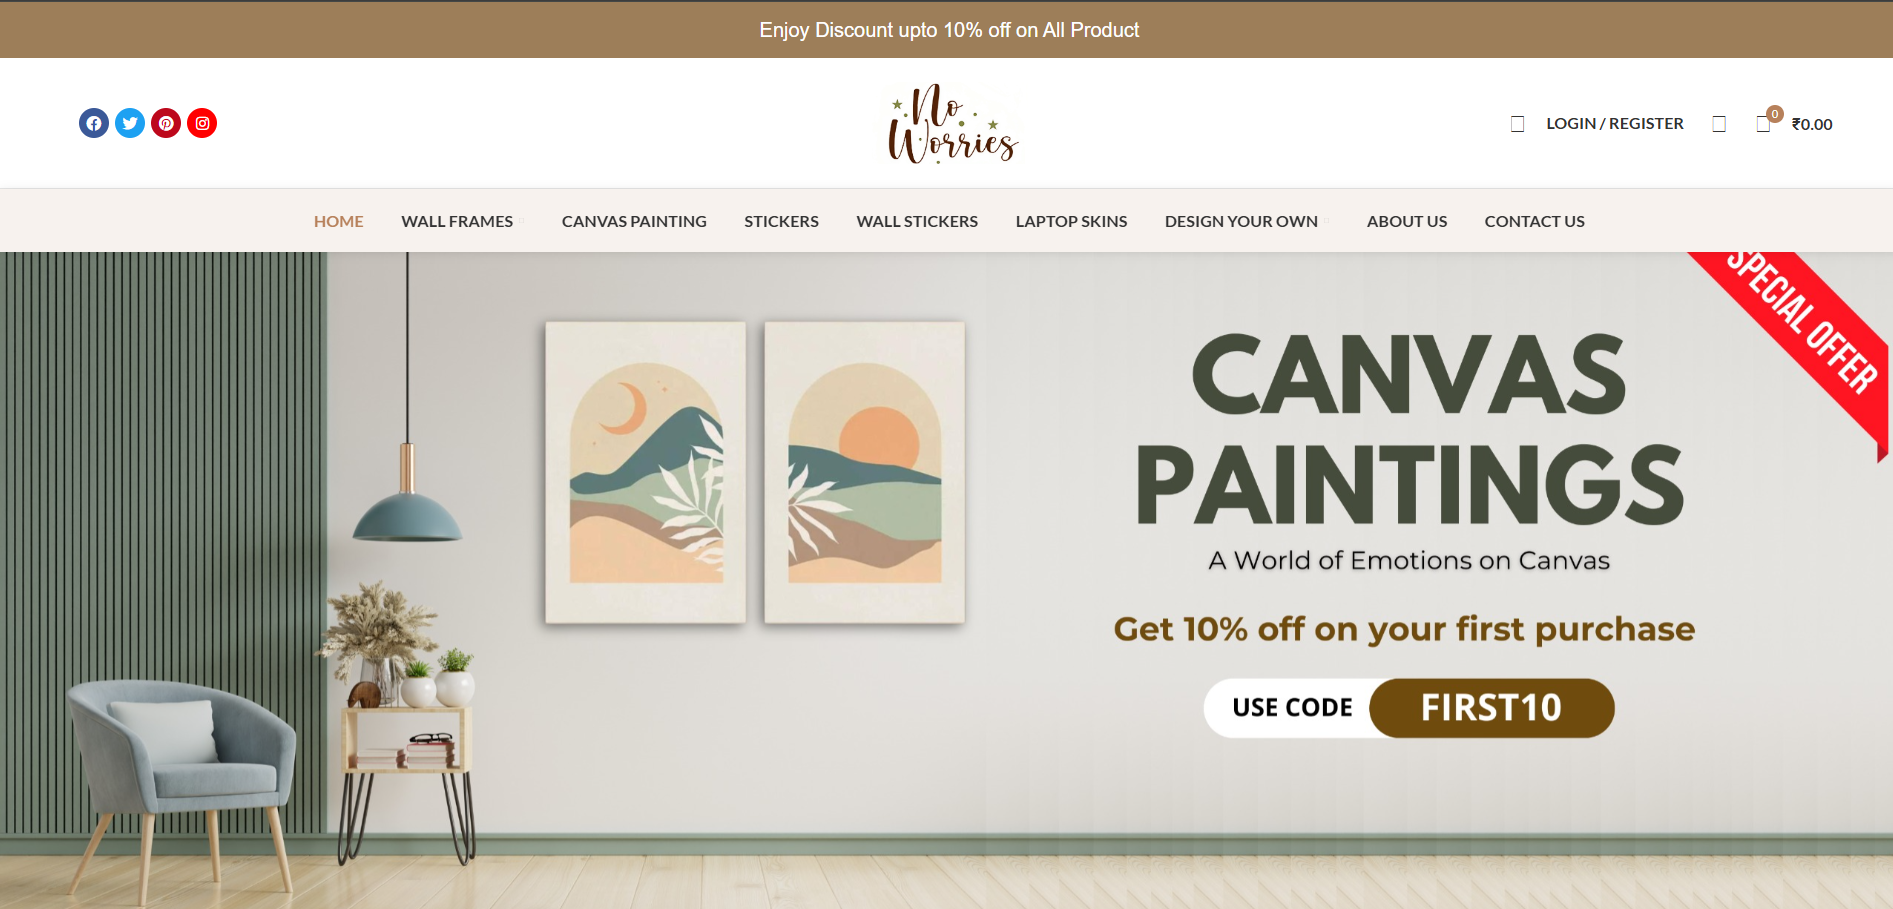 Enjoy Discount upto 10% off on All Product
No
Worries
LOGIN / REGISTER
0
₹0.00
HOME
WALL FRAMES
CANVAS PAINTING
STICKERS
WALL STICKERS
LAPTOP SKINS
DESIGN YOUR OWN
ABOUT US
CONTACT US
SPECIAL OFFER
CANVAS
PAINTINGS
A World of Emotions on Canvas
Get 10% off on your first purchase
USE CODE
FIRST10